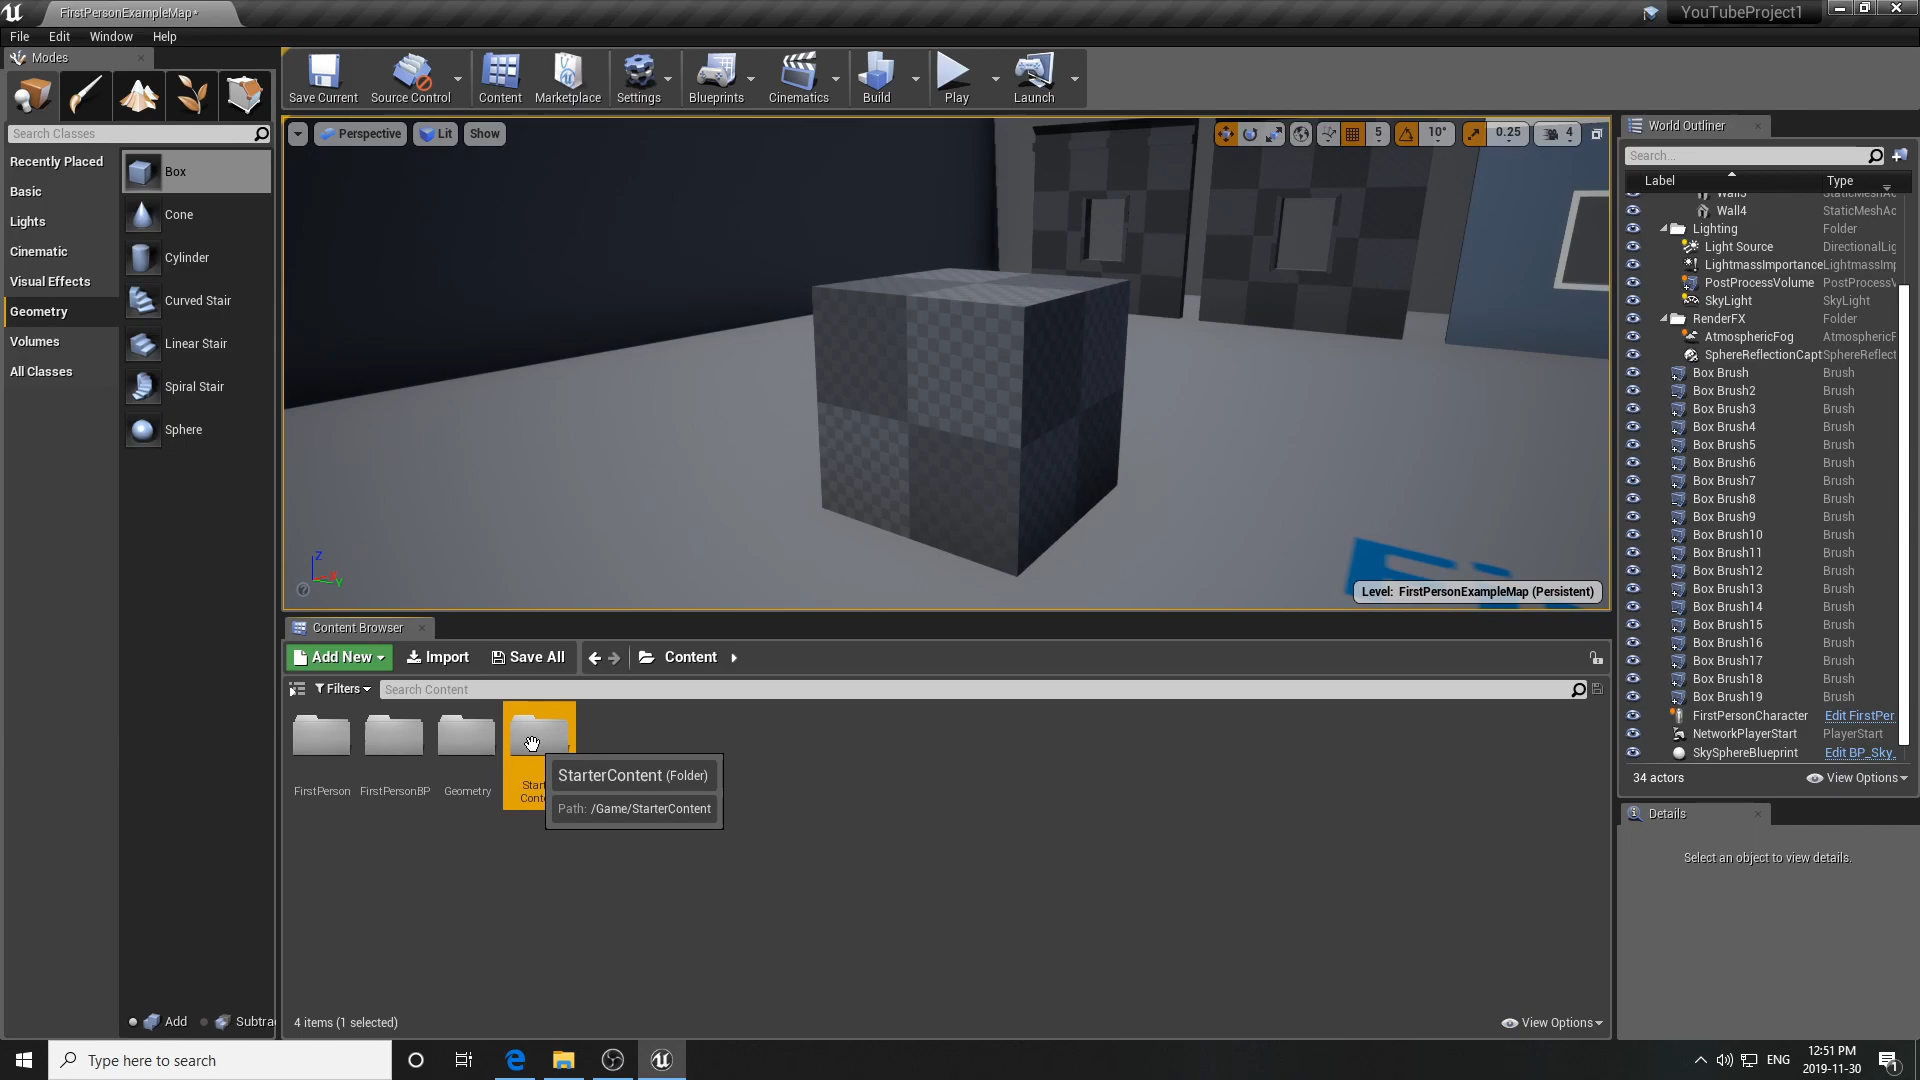 FirstPersonExampleMap*
YouTubeProject1
File Edit Window Help
Modes
Save Current
Source Control
Content
Marketplace
Settings
Blueprints
Cinematics
Build
Play
Launch
Search Classes
Recently Placed
Basic
Lights
Cinematic
Visual Effects
Geometry
Volumes
All Classes
Box
Cone
Cylinder
Curved Stair
Linear Stair
Spiral Stair
Sphere
Add
Subtra
Perspective
Lit
Show
5
10°
0.25
4
Z
X
Y
Level: FirstPersonExampleMap (Persistent)
Content Browser
Add New
Import
Save All
Content
Filters
Search Content
FirstPerson
FirstPersonBP
Geometry
Start
Conte
StarterContent (Folder)
Path: /Game/StarterContent
4 items (1 selected)
View Options
World Outliner
Search...
Label Type
Wall3 StaticMeshAc
Wall4 StaticMeshAc
Lighting Folder
Light Source DirectionalLig
LightmassImportance LightmassImp
PostProcessVolume PostProcessV
SkyLight SkyLight
RenderFX Folder
AtmosphericFog AtmosphericF
SphereReflectionCapt SphereReflect
Box Brush Brush
Box Brush2 Brush
Box Brush3 Brush
Box Brush4 Brush
Box Brush5 Brush
Box Brush6 Brush
Box Brush7 Brush
Box Brush8 Brush
Box Brush9 Brush
Box Brush10 Brush
Box Brush11 Brush
Box Brush12 Brush
Box Brush13 Brush
Box Brush14 Brush
Box Brush15 Brush
Box Brush16 Brush
Box Brush17 Brush
Box Brush18 Brush
Box Brush19 Brush
FirstPersonCharacter Edit FirstPer
NetworkPlayerStart PlayerStart
SkySphereBlueprint Edit BP_Sky_
34 actors
View Options
Details
Select an object to view details.
Type here to search
ENG
12:51 PM
2019-11-30
1